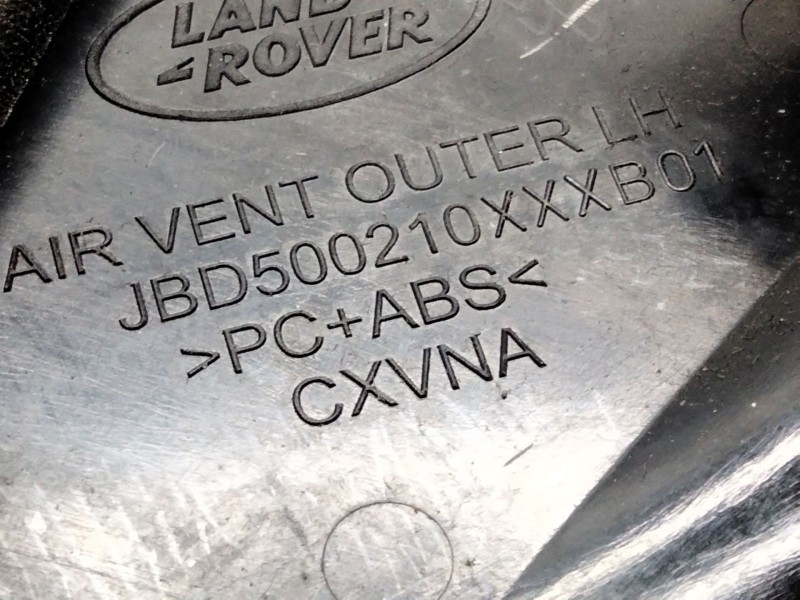 LAND
ROVER
AIR VENT OUTER LH
JBD500210XXXB01
>PC+ABS<
CXVNA